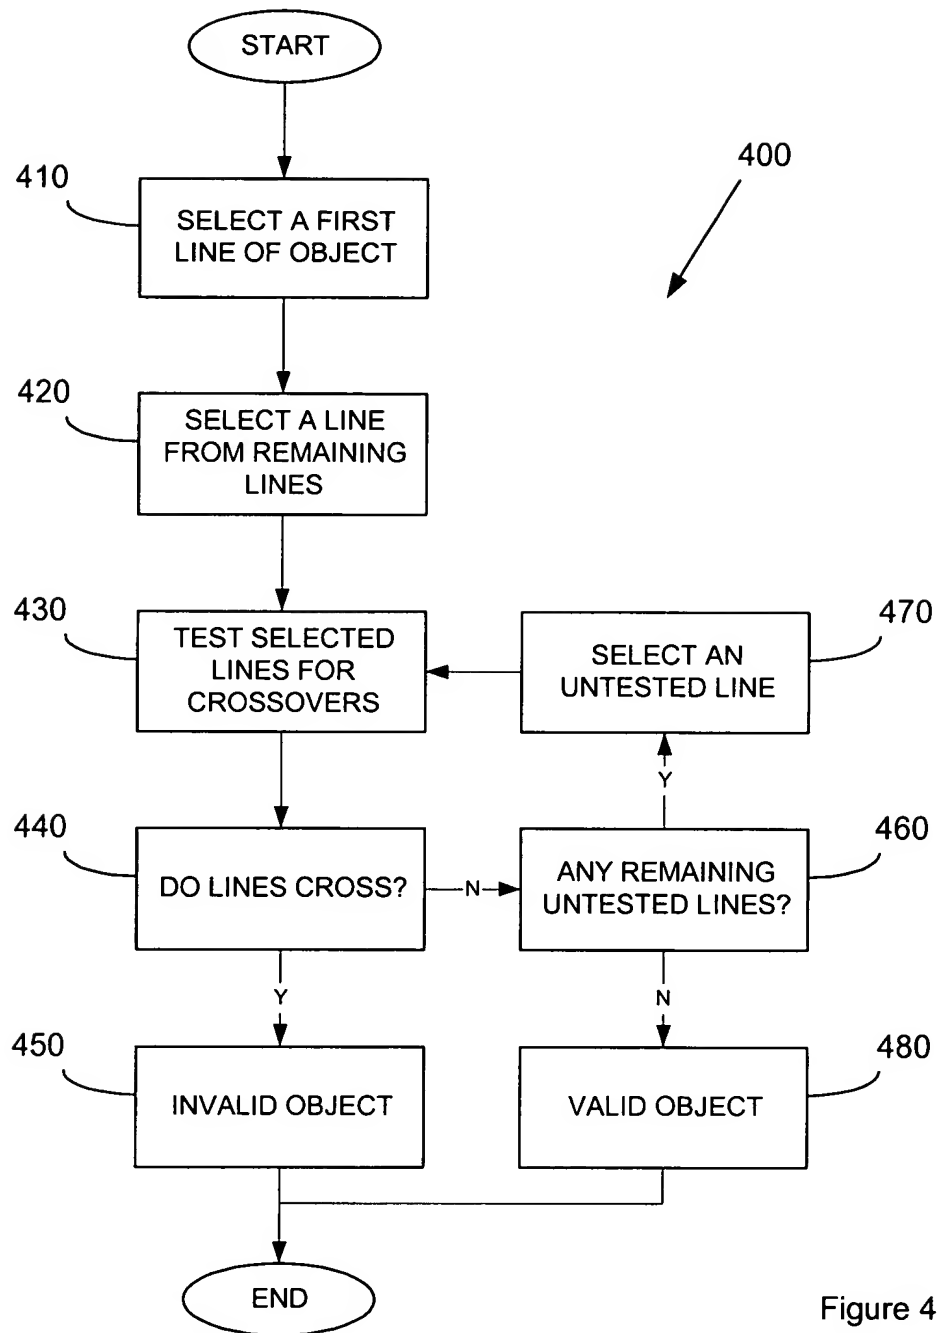 START
400
410
SELECT A FIRST
LINE OF OBJECT
420
SELECT A LINE
FROM REMAINING
LINES
430
TEST SELECTED
LINES FOR
CROSSOVERS
470
SELECT AN
UNTESTED LINE
Y
440
DO LINES CROSS?
N
460
ANY REMAINING
UNTESTED LINES?
Y
N
450
INVALID OBJECT
480
VALID OBJECT
END
Figure 4